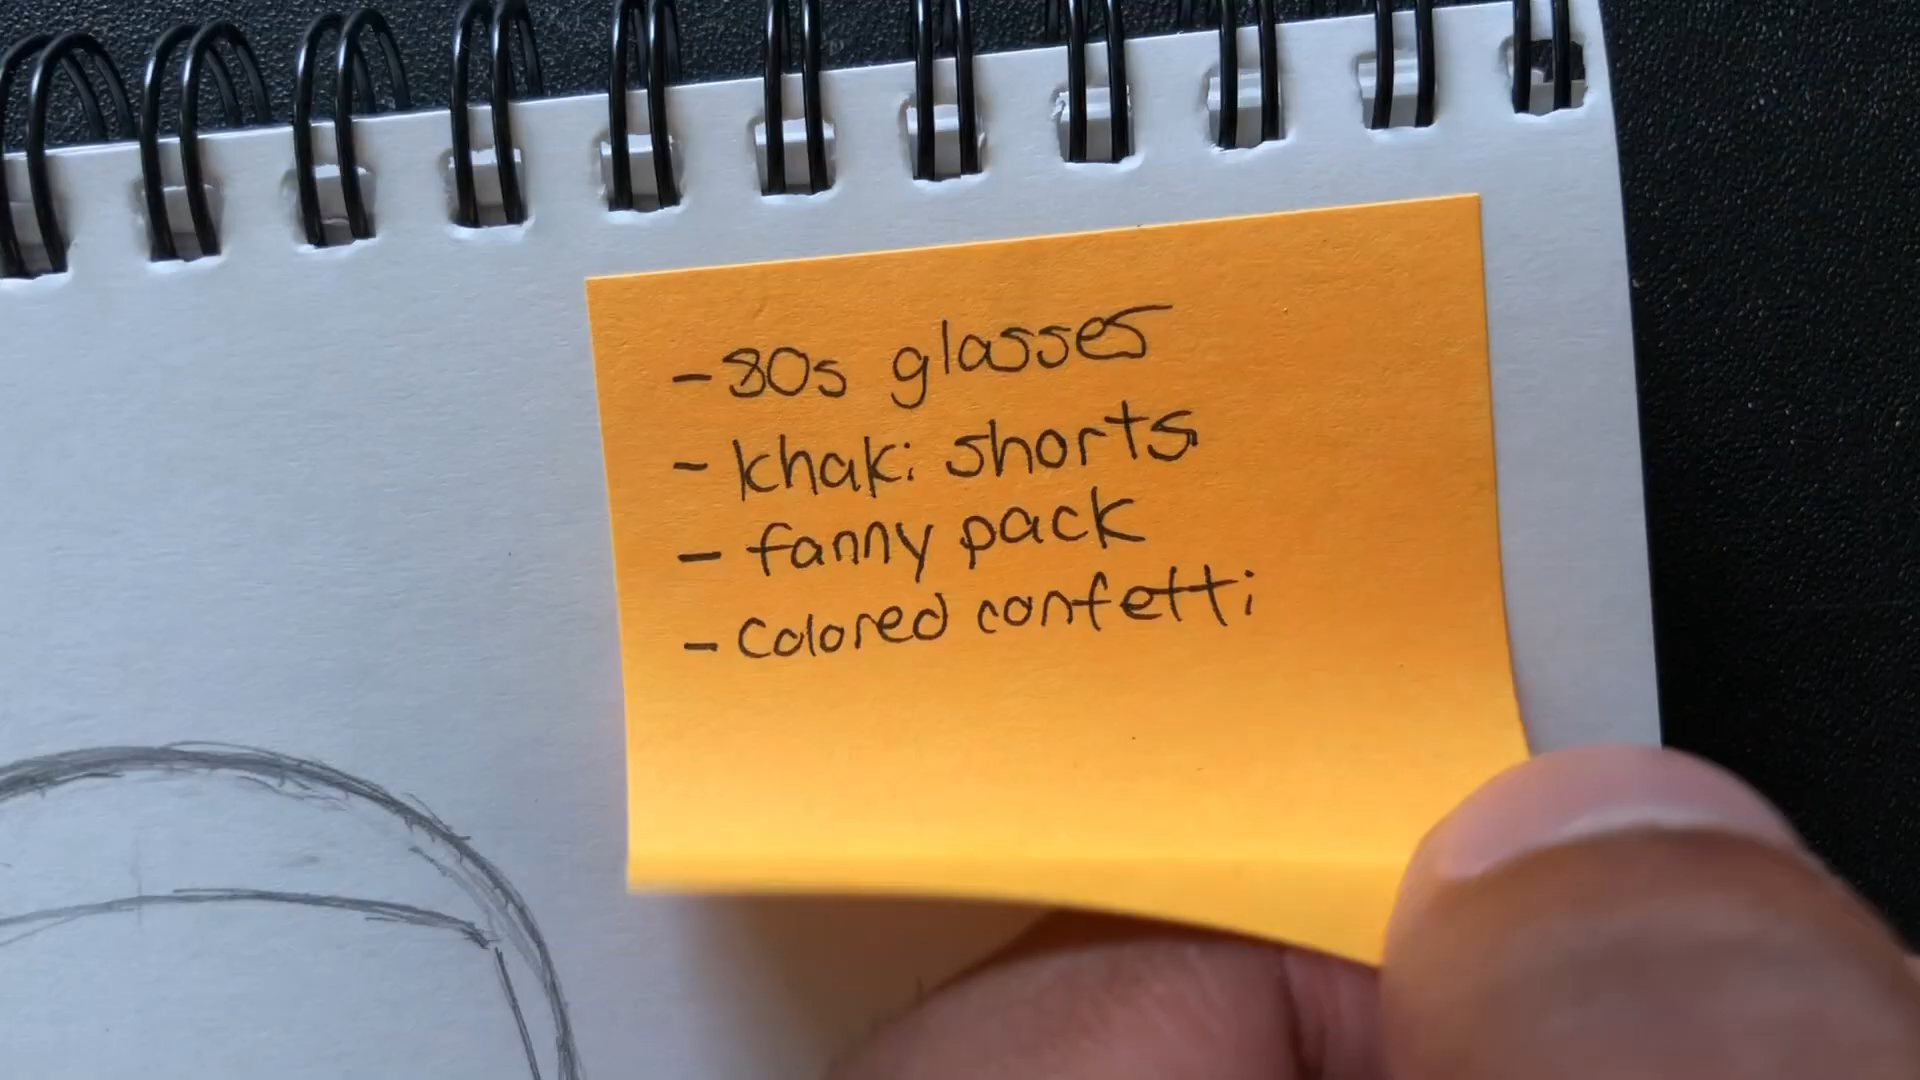 - 80s glasses
- khaki shorts
- fanny pack
- Colored confetti